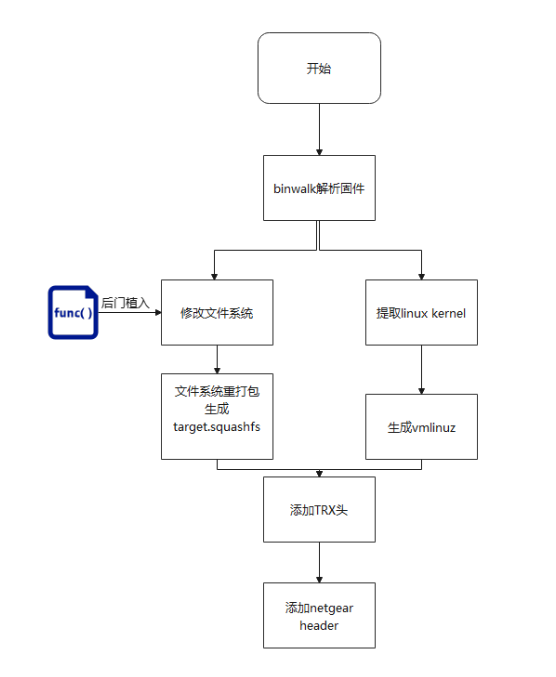 开始
binwalk解析固件
func( )
后门植入
修改文件系统
提取linux kernel
文件系统重打包
生成
target.squashfs
生成vmlinuz
添加TRX头
添加netgear
header